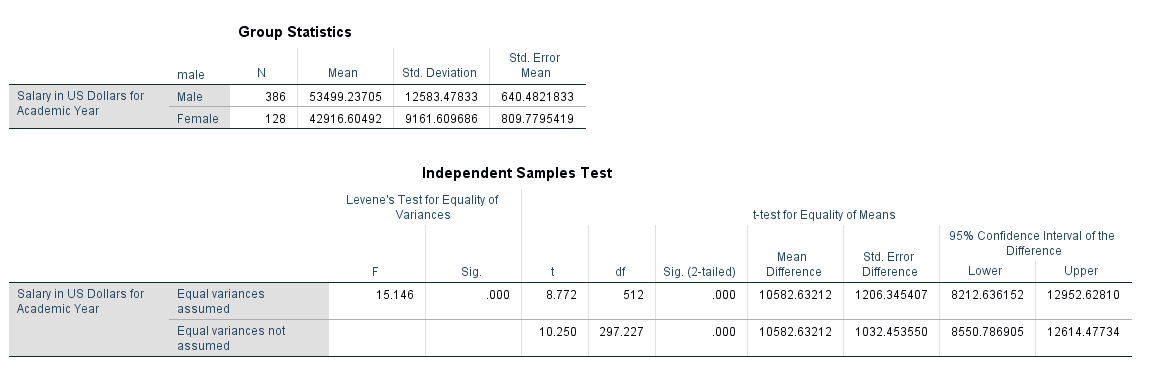 Group Statistics
male N Mean Std. Deviation Std. Error Mean
Salary in US Dollars for Academic Year Male 386 53499.23705 12583.47833 640.4821833
Female 128 42916.60492 9161.609686 809.7795419
Independent Samples Test
Levene's Test for Equality of Variances t-test for Equality of Means
95% Confidence Interval of the Difference
F Sig. t df Sig. (2-tailed) Mean Difference Std. Error Difference Lower Upper
Salary in US Dollars for Academic Year Equal variances assumed 15.146 .000 8.772 512 .000 10582.63212 1206.345407 8212.636152 12952.62810
Equal variances not assumed 10.250 297.227 .000 10582.63212 1032.453550 8550.786905 12614.47734